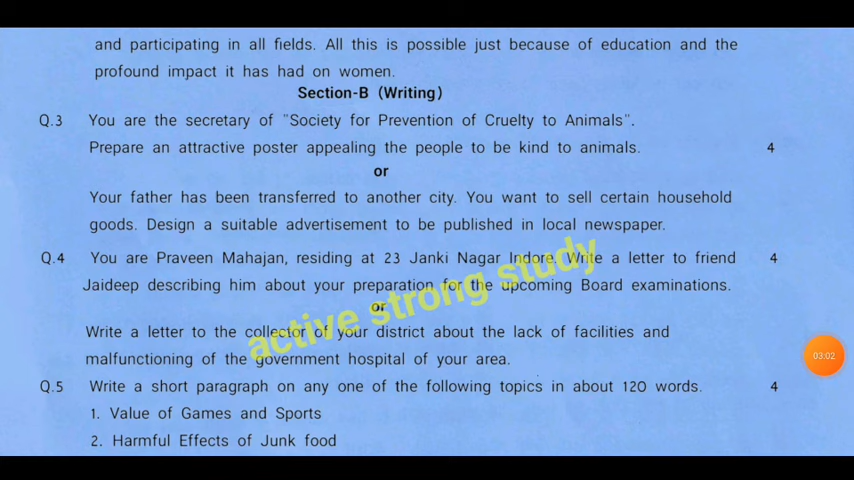 and participating in all fields. All this is possible just because of education and the
profound impact it has had on women.
Section-B (Writing)
Q.3 You are the secretary of "Society for Prevention of Cruelty to Animals".
Prepare an attractive poster appealing the people to be kind to animals. 4
or
Your father has been transferred to another city. You want to sell certain household
goods. Design a suitable advertisement to be published in local newspaper.
Q.4 You are Praveen Mahajan, residing at 23 Janki Nagar Indore. Write a letter to friend 4
Jaideep describing him about your preparation for the upcoming Board examinations.
or
active strong study
Write a letter to the collector of your district about the lack of facilities and
malfunctioning of the government hospital of your area.
03:02
Q.5 Write a short paragraph on any one of the following topics in about 120 words. 4
1. Value of Games and Sports
2. Harmful Effects of Junk food